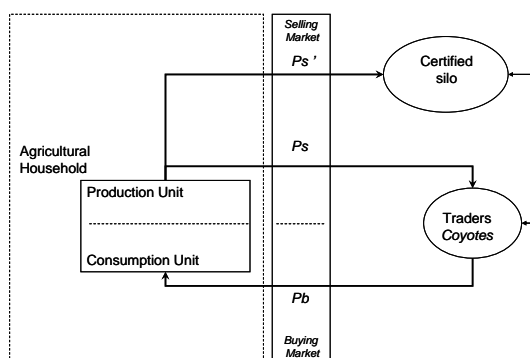 Selling
Market
Ps '
Certified
silo
Ps
Agricultural
Household
Production Unit
Traders
Coyotes
Consumption Unit
Pb
Buying
Market